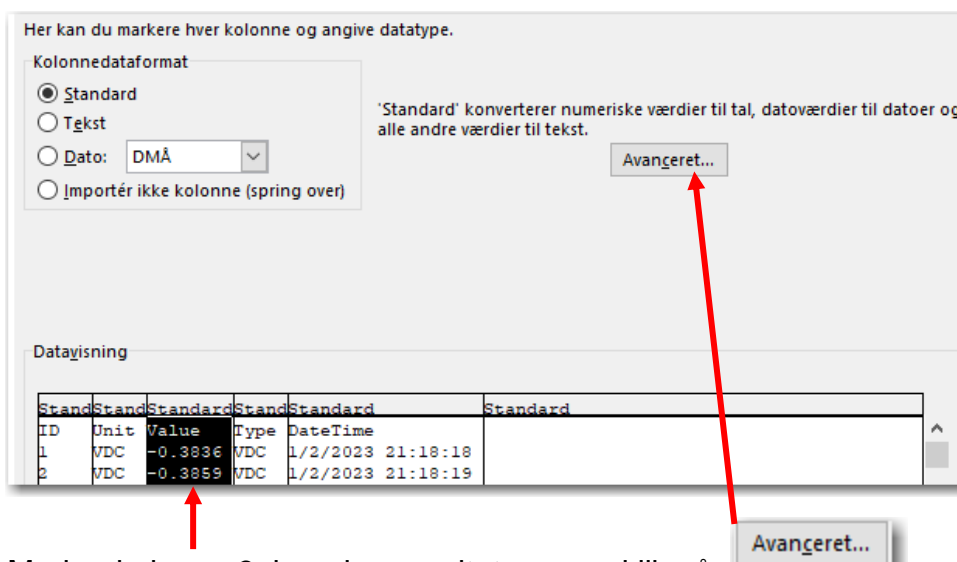 Her kan du markere hver kolonne og angive datatype.
Kolonnedataformat
Standard
Tekst
Dato: DMÅ
Importér ikke kolonne (spring over)
'Standard' konverterer numeriske værdier til tal, datoværdier til datoer og
alle andre værdier til tekst.
Avanceret...
Datavisning
Stand Stand Standard Stand Standard Standard
ID Unit Value Type DateTime
1 VDC -0.3836 VDC 1/2/2023 21:18:18
2 VDC -0.3859 VDC 1/2/2023 21:18:19
Avanceret...